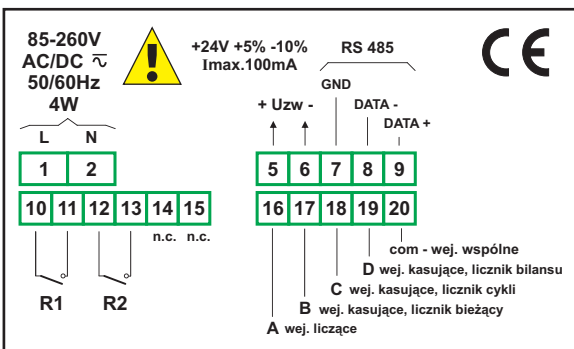 85-260V
AC/DC
50/60Hz
4W
+24V +5% -10%
Imax.100mA
RS 485
CE
GND
+ Uzw -
DATA -
DATA +
L N
1 2
5 6 7 8 9
10 11 12 13 14 15
16 17 18 19 20
n.c. n.c.
com - wej. wspólne
D wej. kasujące, licznik bilansu
C wej. kasujące, licznik cykli
R1 R2
B wej. kasujące, licznik bieżący
A wej. liczące